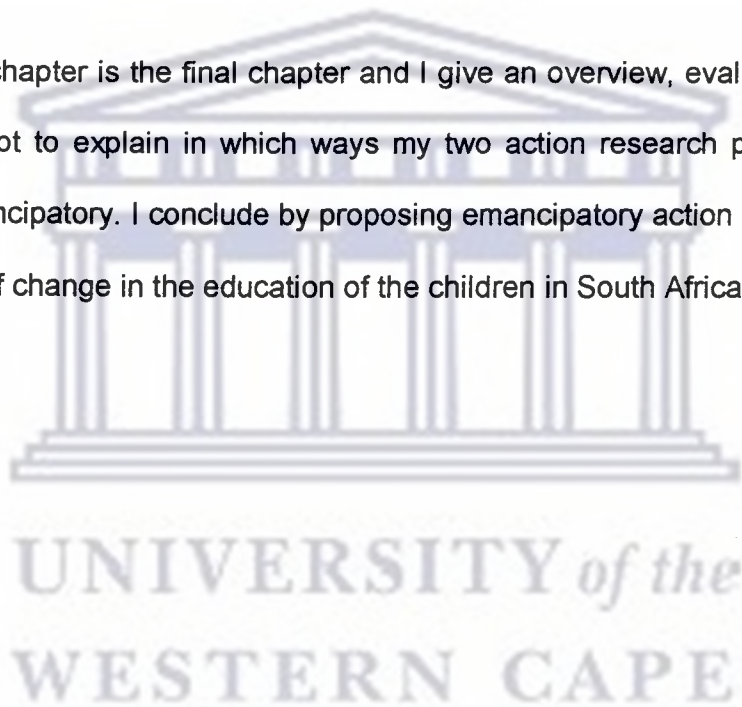 chapter is the final chapter and I give an overview, eval
ot to explain in which ways my two action research p
ncipatory. I conclude by proposing emancipatory action
f change in the education of the children in South Africa
UNIVERSITY of the
WESTERN CAPE